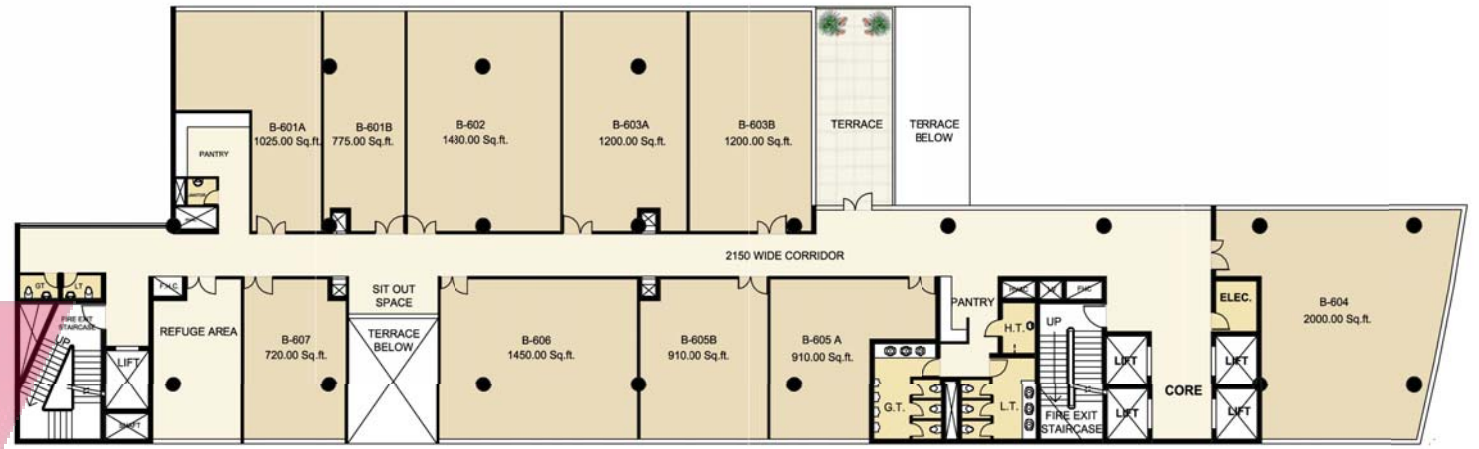 B-601A
1025.00 Sq.ft.
B-601B
775.00 Sq.ft.
B-602
1480.00 Sq.ft.
B-603A
1200.00 Sq.ft.
B-603B
1200.00 Sq.ft.
TERRACE
TERRACE
BELOW
PANTRY
2150 WIDE CORRIDOR
G.T.
L.T.
F.H.C.
FIRE EXIT
STAIRCASE
UP
LIFT
SHAFT
REFUGE AREA
B-607
720.00 Sq.ft.
SIT OUT
SPACE
TERRACE
BELOW
B-606
1450.00 Sq.ft.
B-605B
910.00 Sq.ft.
B-605 A
910.00 Sq.ft.
PANTRY
H.T.
G.T.
L.T.
FHC
UP
FIRE EXIT
STAIRCASE
LIFT
LIFT
CORE
LIFT
LIFT
ELEC.
B-604
2000.00 Sq.ft.